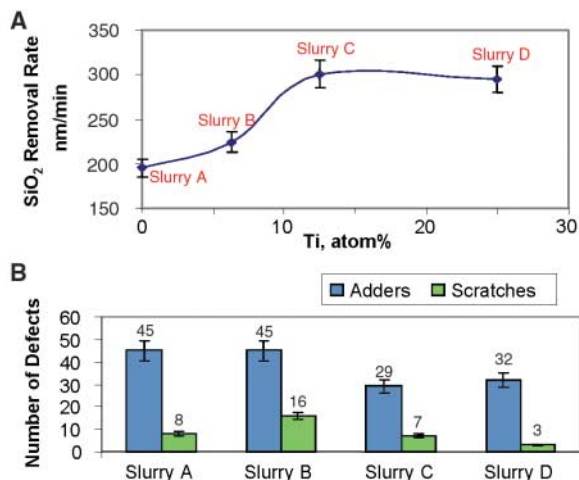 A
SiO2 Removal Rate
nm/min
350
300
250
200
150
Slurry C
Slurry D
Slurry B
Slurry A
0
10
20
30
Ti, atom%
B
Adders
Scratches
Number of Defects
60
50
40
30
20
10
0
45
8
45
16
29
7
32
3
Slurry A
Slurry B
Slurry C
Slurry D